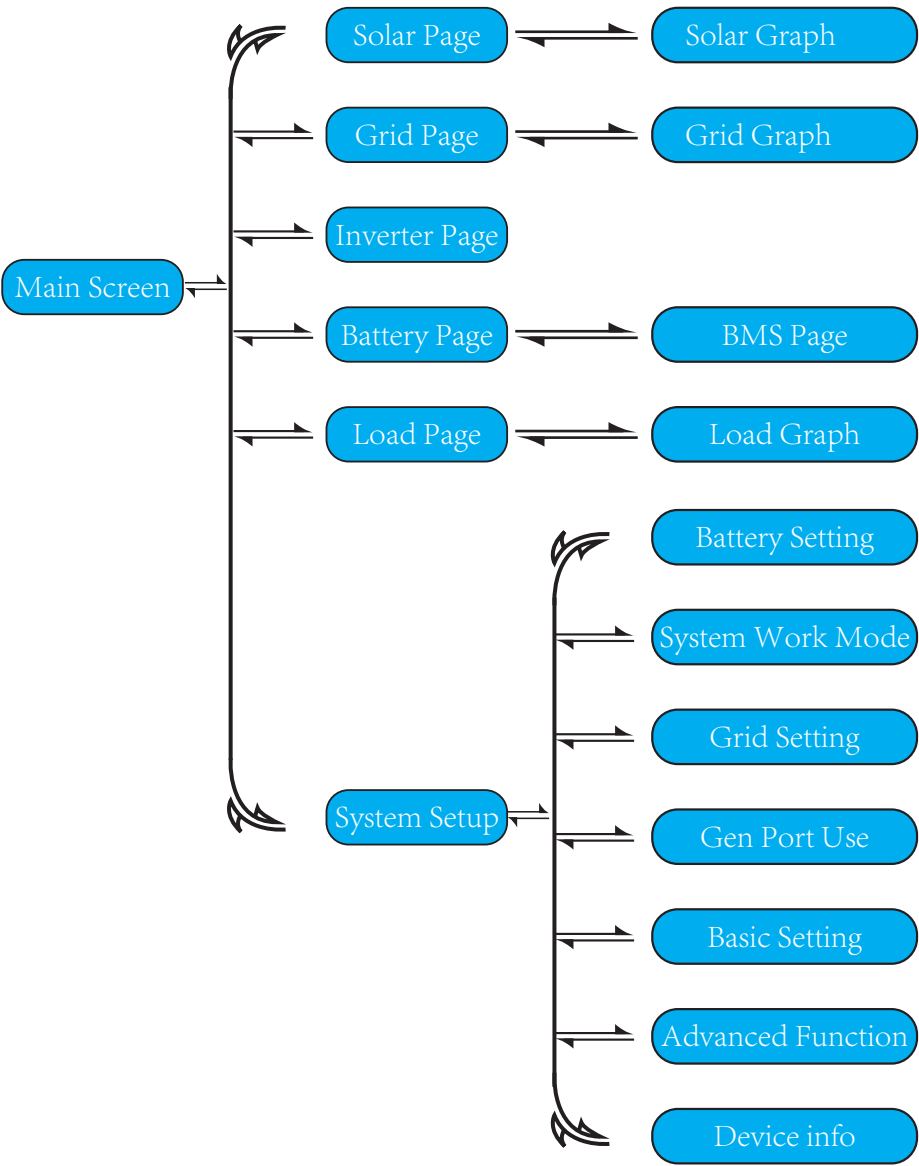 Solar Page
Solar Graph
Grid Page
Grid Graph
Inverter Page
Main Screen
Battery Page
BMS Page
Load Page
Load Graph
Battery Setting
System Work Mode
Grid Setting
System Setup
Gen Port Use
Basic Setting
Advanced Function
Device info